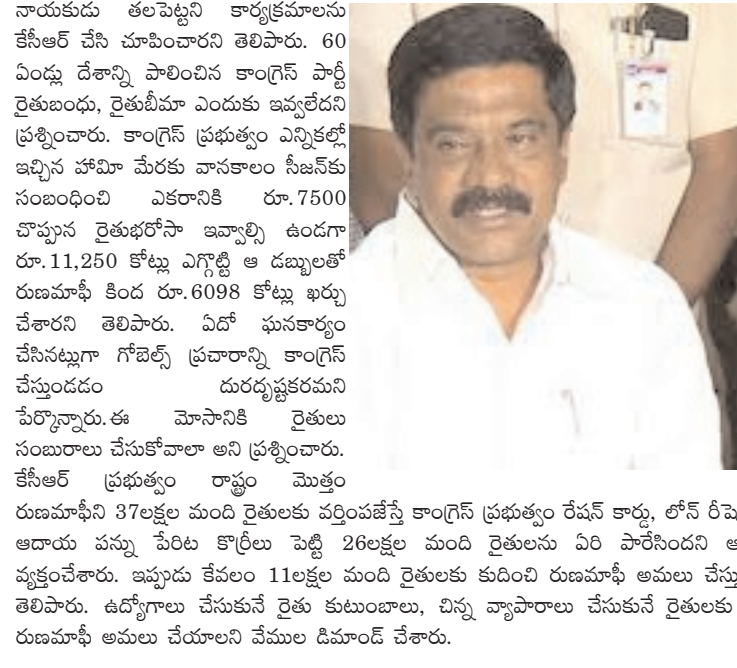 నాయకుడు తలపెట్టని కార్యక్రమాలను
కేసీఆర్ చేసి చూపించారని తెలిపారు. 60
ఏండ్లు దేశాన్ని పాలించిన కాంగ్రెస్ పార్టీ
రైతుబంధు, రైతుబీమా ఎందుకు ఇవ్వలేదని
ప్రశ్నించారు. కాంగ్రెస్ ప్రభుత్వం ఎన్నికల్లో
ఇచ్చిన హామీ మేరకు వానకాలం సీజన్‌కు
సంబంధించి ఎకరానికి రూ.7500
చొప్పున రైతుభరోసా ఇవ్వాల్సి ఉండగా
రూ.11,250 కోట్లు ఎగ్గొట్టి ఆ డబ్బులతో
రుణమాఫీ కింద రూ.6098 కోట్లు ఖర్చు
చేశారని తెలిపారు. ఏదో ఘనకార్యం
చేసినట్లుగా గోబెల్స్ ప్రచారాన్ని కాంగ్రెస్
చేస్తుండడం దురదృష్టకరమని
పేర్కొన్నారు.ఈ మోసానికి రైతులు
సంబురాలు చేసుకోవాలా అని ప్రశ్నించారు.
కేసీఆర్ ప్రభుత్వం రాష్ట్రం మొత్తం
రుణమాఫీని 37లక్షల మంది రైతులకు వర్తింపజేస్తే కాంగ్రెస్ ప్రభుత్వం రేషన్ కార్డు, లోన్
ఆదాయ పన్ను పేరిట కొర్రీలు పెట్టి 26లక్షల మంది రైతులను ఏరి పారేసిందని
వ్యక్తంచేశారు. ఇప్పుడు కేవలం 11లక్షల మంది రైతులకు కుదించి రుణమాఫీ అమలు
తెలిపారు. ఉద్యోగాలు చేసుకునే రైతు కుటుంబాలు, చిన్న వ్యాపారాలు చేసుకునే రైతులకు
రుణమాఫీ అమలు చేయాలని వేముల డిమాండ్ చేశారు.